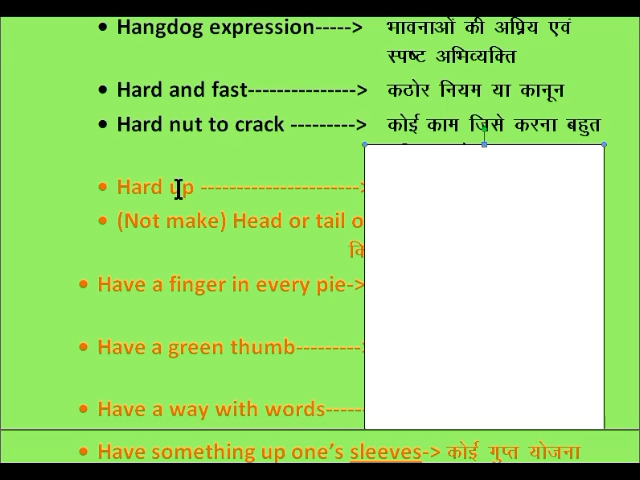 • Hangdog expression-----> भावनाओं की अप्रिय एवं
स्पष्ट अभिव्यक्ति
• Hard and fast---------------> कठोर नियम या कानून
• Hard nut to crack ---------> कोई काम जिसे करना बहुत
• Hard up ----------------------->
• (Not make) Head or tail o
वि
• Have a finger in every pie->
• Have a green thumb---------
• Have a way with words-----
• Have something up one's sleeves-> कोई गुप्त योजना